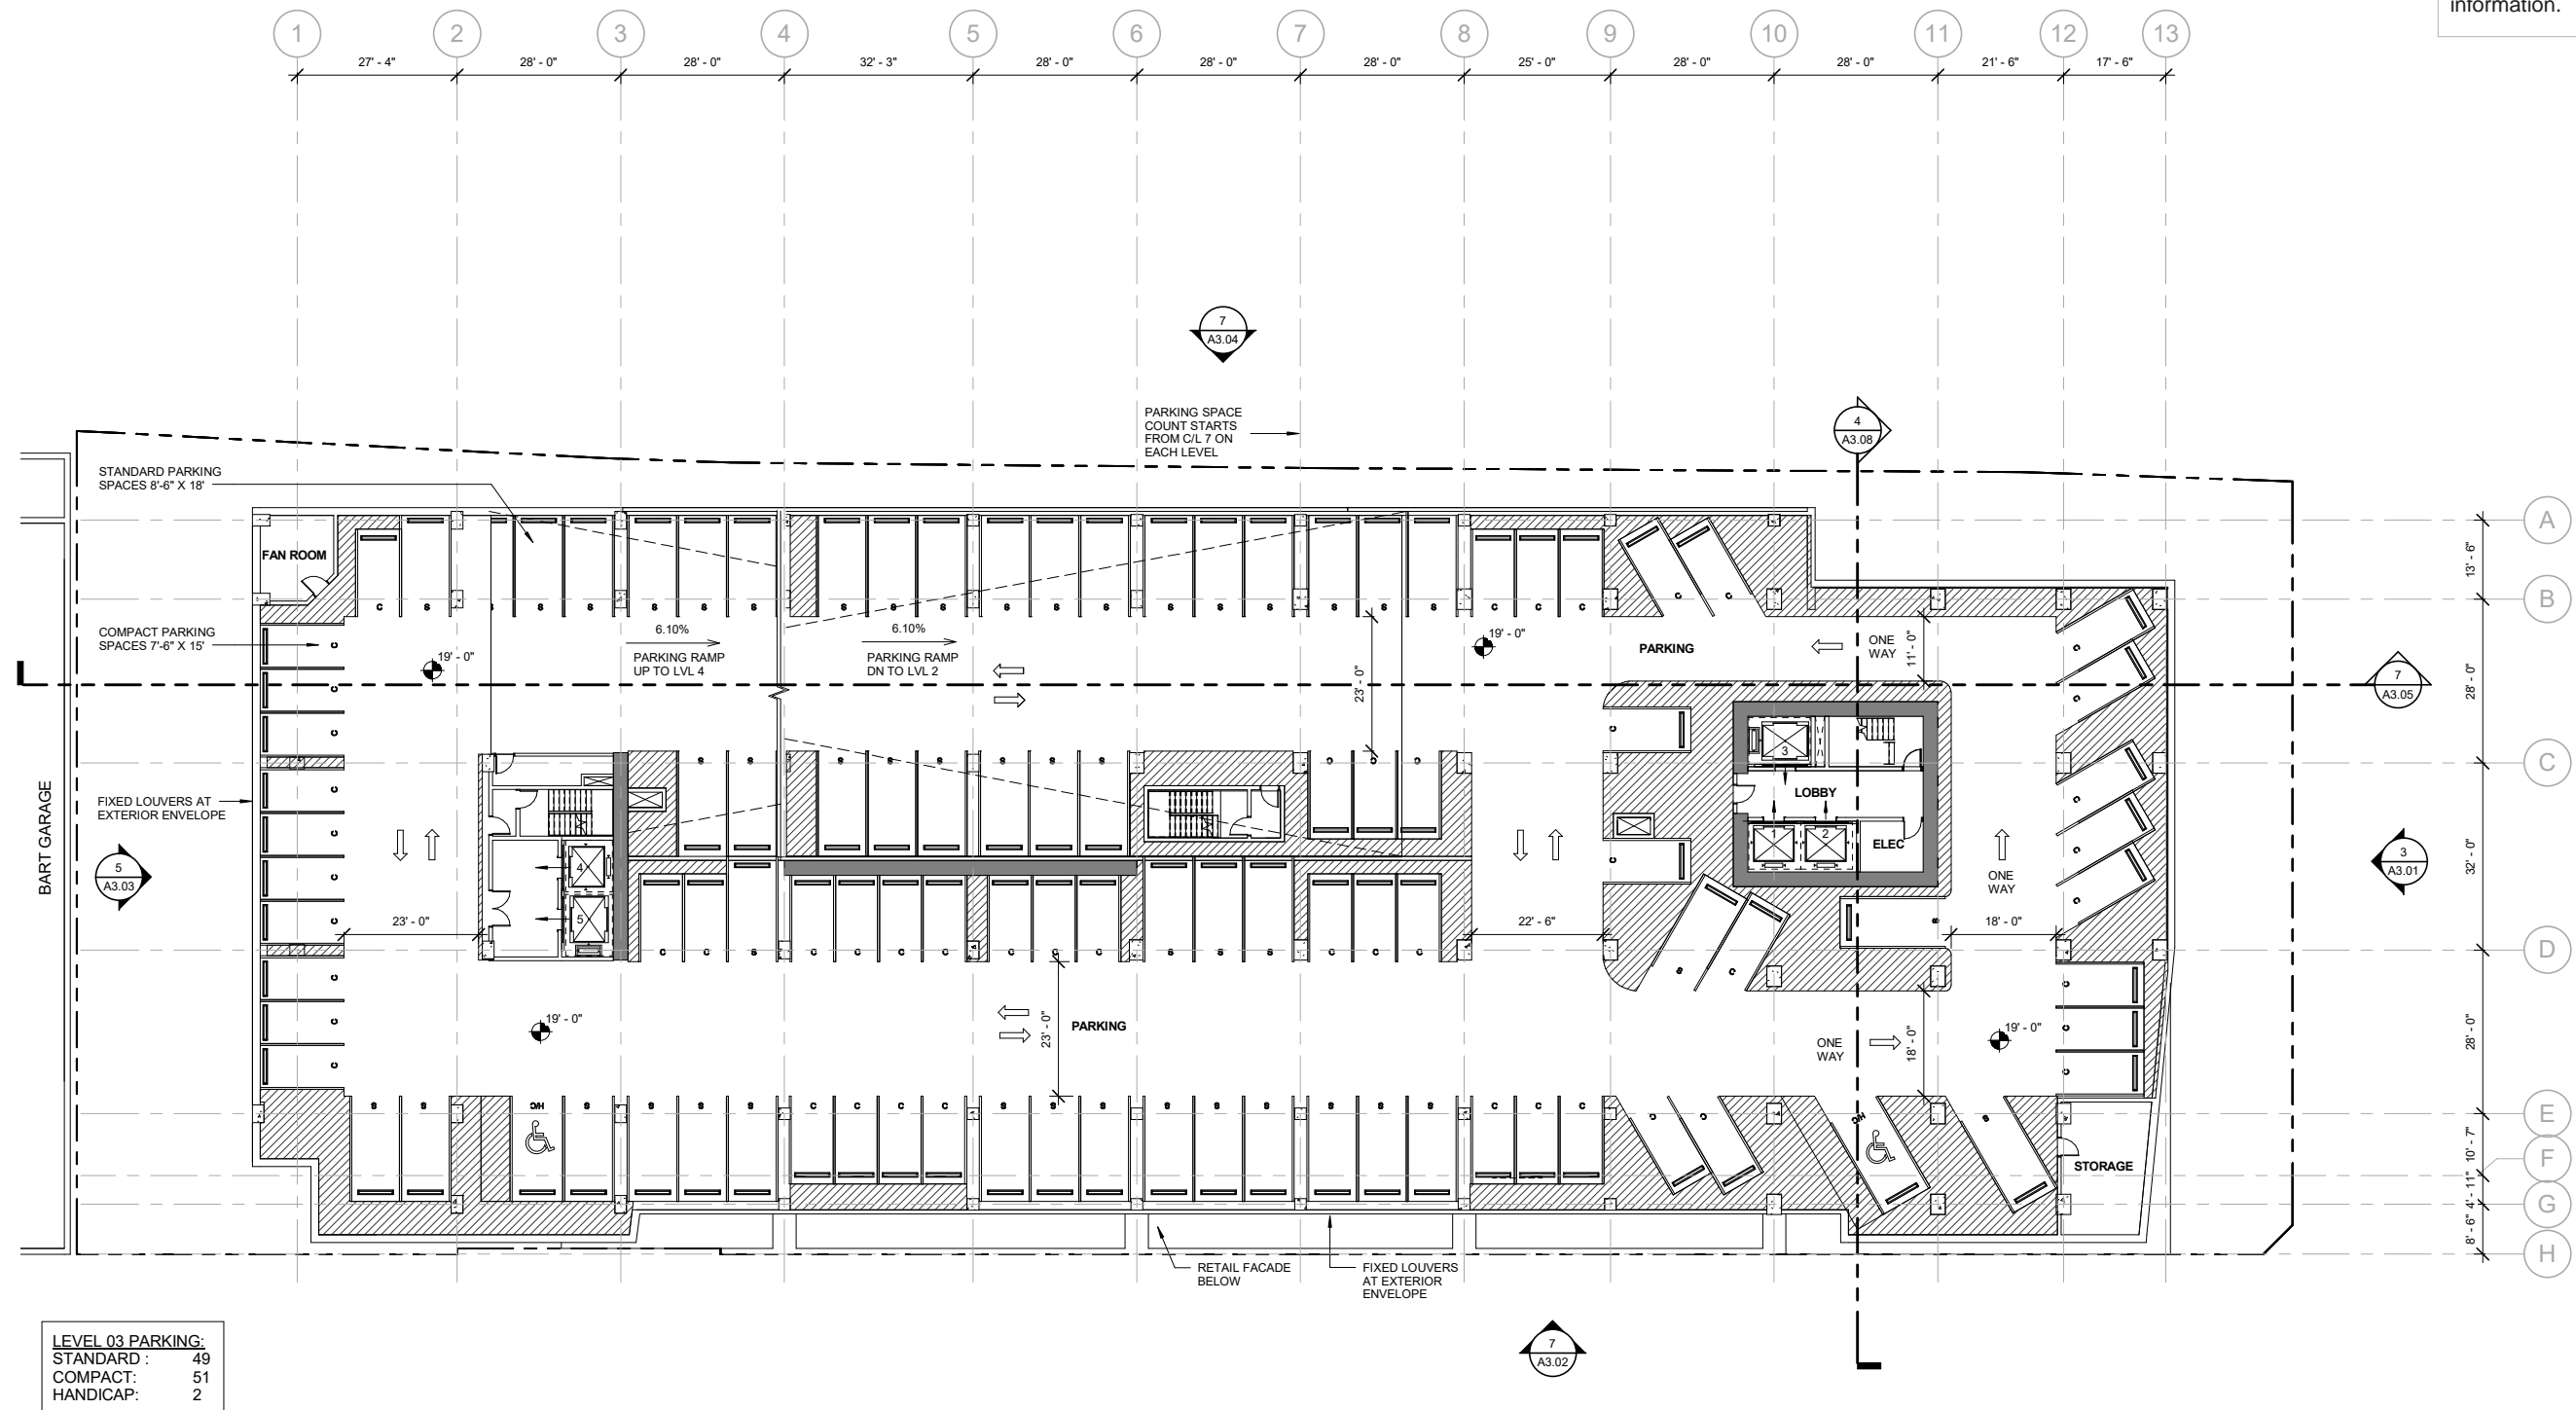 information.
1 2 3 4 5 6 7 8 9 10 11 12 13
27' - 4" 28' - 0" 28' - 0" 32' - 3" 28' - 0" 28' - 0" 28' - 0" 25' - 0" 28' - 0" 28' - 0" 21' - 6" 17' - 6"
7
A3.04
PARKING SPACE
COUNT STARTS
FROM C/L 7 ON
EACH LEVEL
4
A3.08
STANDARD PARKING
SPACES 8'-6" X 18'
FAN ROOM
COMPACT PARKING
SPACES 7'-6" X 15'
FIXED LOUVERS AT
EXTERIOR ENVELOPE
BART GARAGE
5
A3.03
C S S S S S S S S S S S S S S S S S S S C C C C C
19' - 0"
6.10%
PARKING RAMP
UP TO LVL 4
6.10%
PARKING RAMP
DN TO LVL 2
23' - 0"
19' - 0"
PARKING
ONE
WAY
11' - 0"
C
C
C
C
C
C
C
C
C
C
S S S S S S S S C C C
C
C
3
LOBBY
1 2
ELEC
ONE
WAY
C
C
C
C
C
7
A3.05
3
A3.01
4
5
23' - 0"
C C S C C C C C C C S S S C C C
22' - 6"
S C
S
18' - 0"
C
C
C
19' - 0"
23' - 0"
PARKING
ONE
WAY
18' - 0"
19' - 0"
S S H/C S S S S C C C C S S S S S S S S S C C C C C H/C S
STORAGE
A
13' - 6"
B
28' - 0"
C
32' - 0"
D
28' - 0"
E
10' - 7"
F
4' - 11"
G
8' - 6"
H
RETAIL FACADE
BELOW
FIXED LOUVERS
AT EXTERIOR
ENVELOPE
7
A3.02
LEVEL 03 PARKING:
STANDARD : 49
COMPACT: 51
HANDICAP: 2